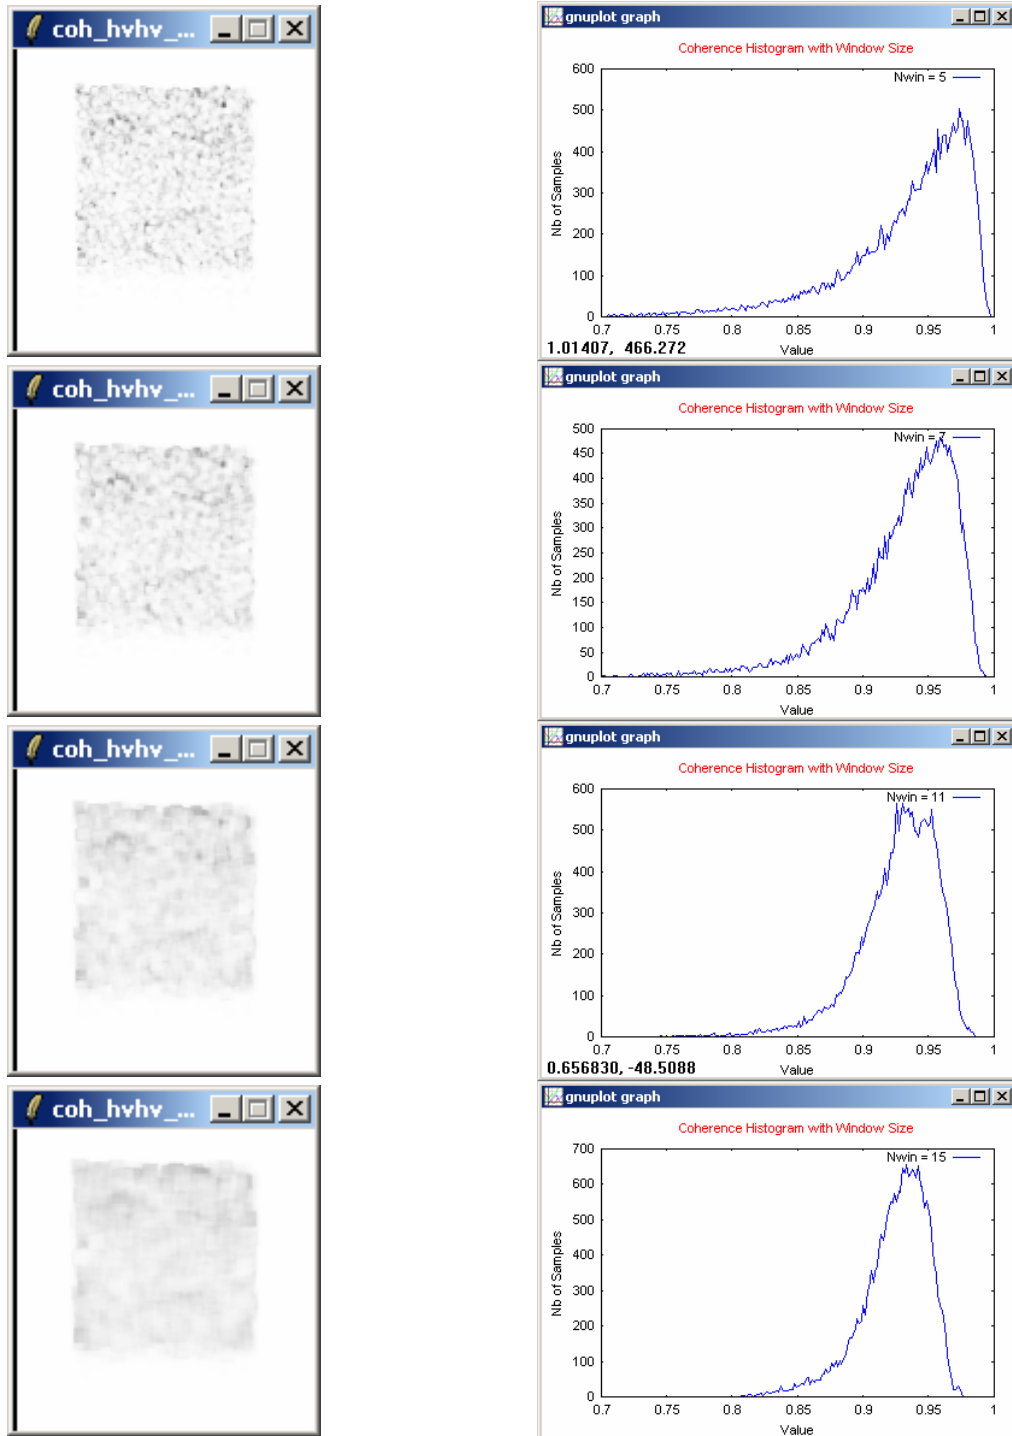 coh_hvhv_...
gnuplot graph
Coherence Histogram with Window Size
Nwin = 5
600
500
400
300
200
100
0
Nb of Samples
0.7 0.75 0.8 0.85 0.9 0.95 1
1.01407, 466.272
Value
coh_hvhv_...
gnuplot graph
Coherence Histogram with Window Size
Nwin = 7
500
450
400
350
300
250
200
150
100
50
0
Nb of Samples
0.7 0.75 0.8 0.85 0.9 0.95 1
Value
coh_hvhv_...
gnuplot graph
Coherence Histogram with Window Size
Nwin = 11
600
500
400
300
200
100
0
Nb of Samples
0.7 0.75 0.8 0.85 0.9 0.95 1
0.656830, -48.5088
Value
coh_hvhv_...
gnuplot graph
Coherence Histogram with Window Size
Nwin = 15
700
600
500
400
300
200
100
0
Nb of Samples
0.7 0.75 0.8 0.85 0.9 0.95 1
Value